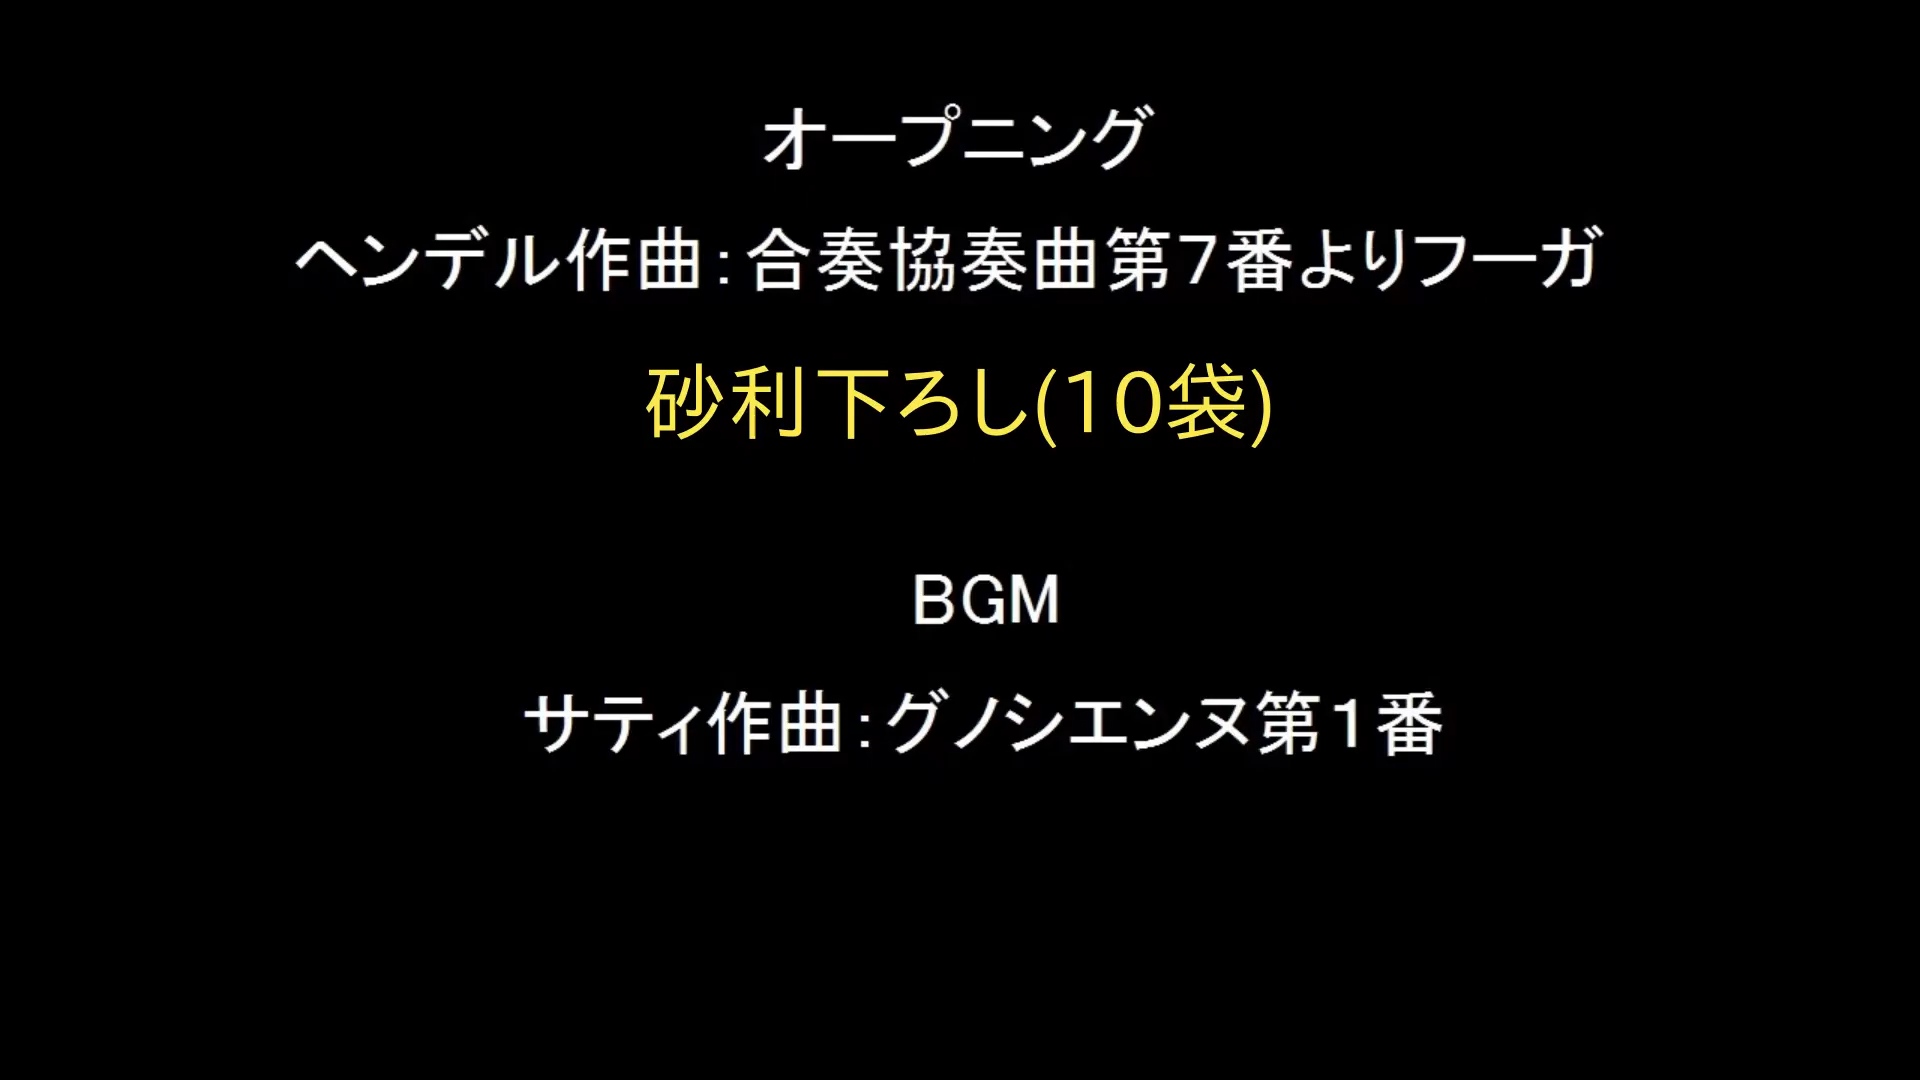 オープニング
ヘンデル作曲：合奏協奏曲第７番よりフーガ
砂利下ろし(10袋)
BGM
サティ作曲：グノシエンヌ第１番